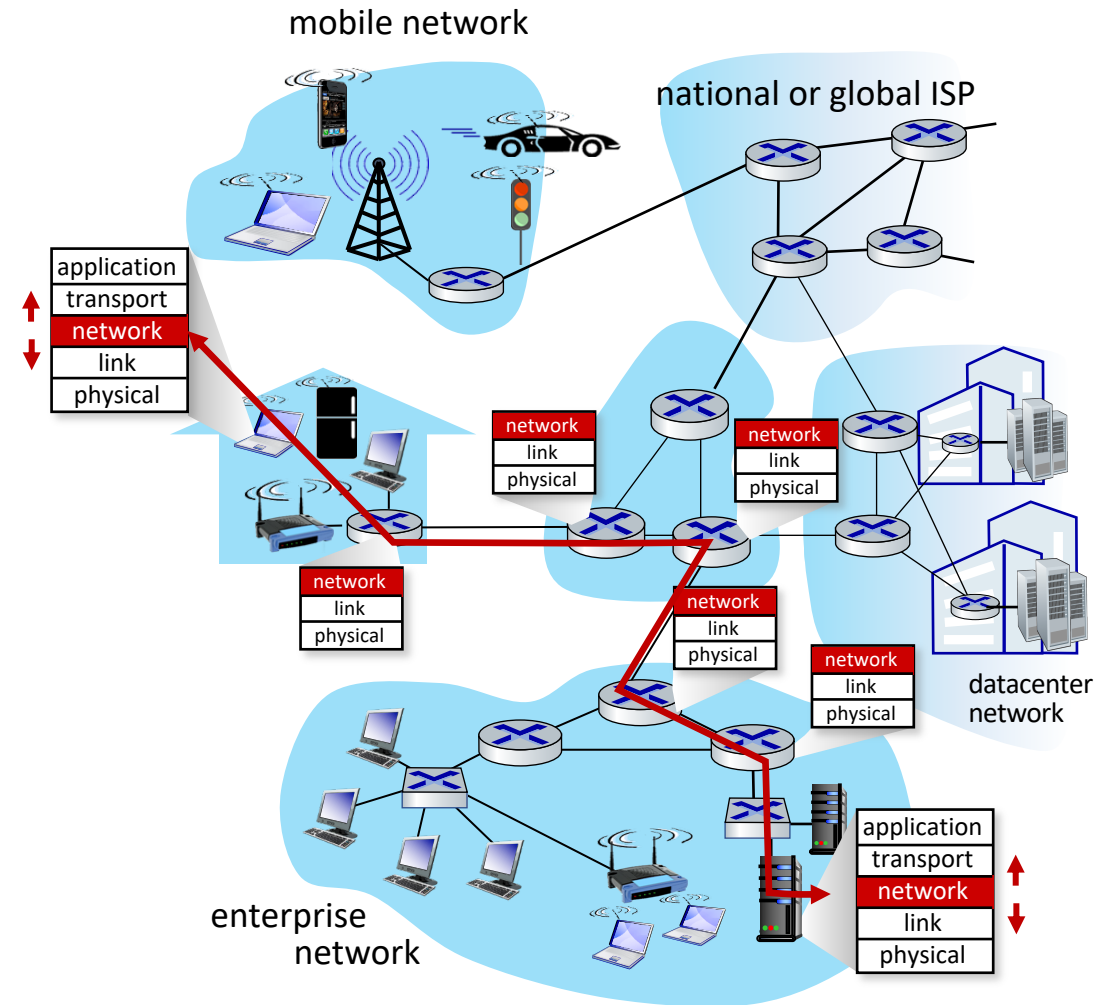 mobile network
national or global ISP
application
transport
network
link
physical
network
link
physical
network
link
physical
network
link
physical
network
link
physical
network
link
physical
datacenter
network
application
transport
network
link
physical
enterprise
network